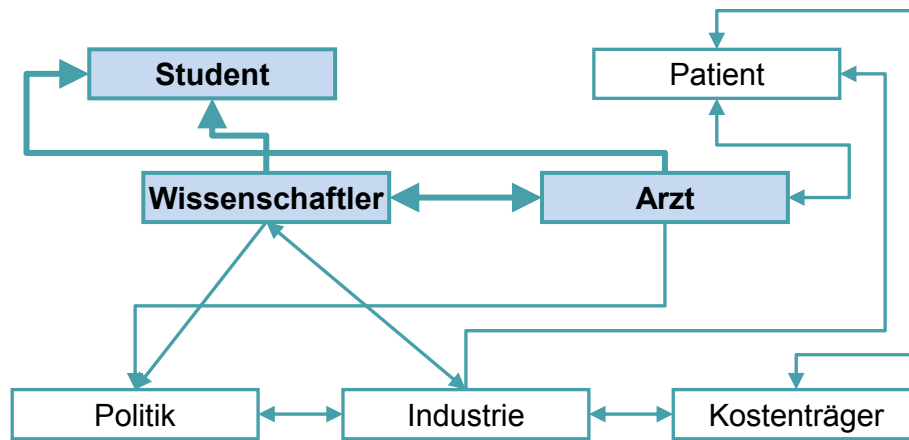 Student
Patient
Wissenschaftler
Arzt
Politik
Industrie
Kostenträger